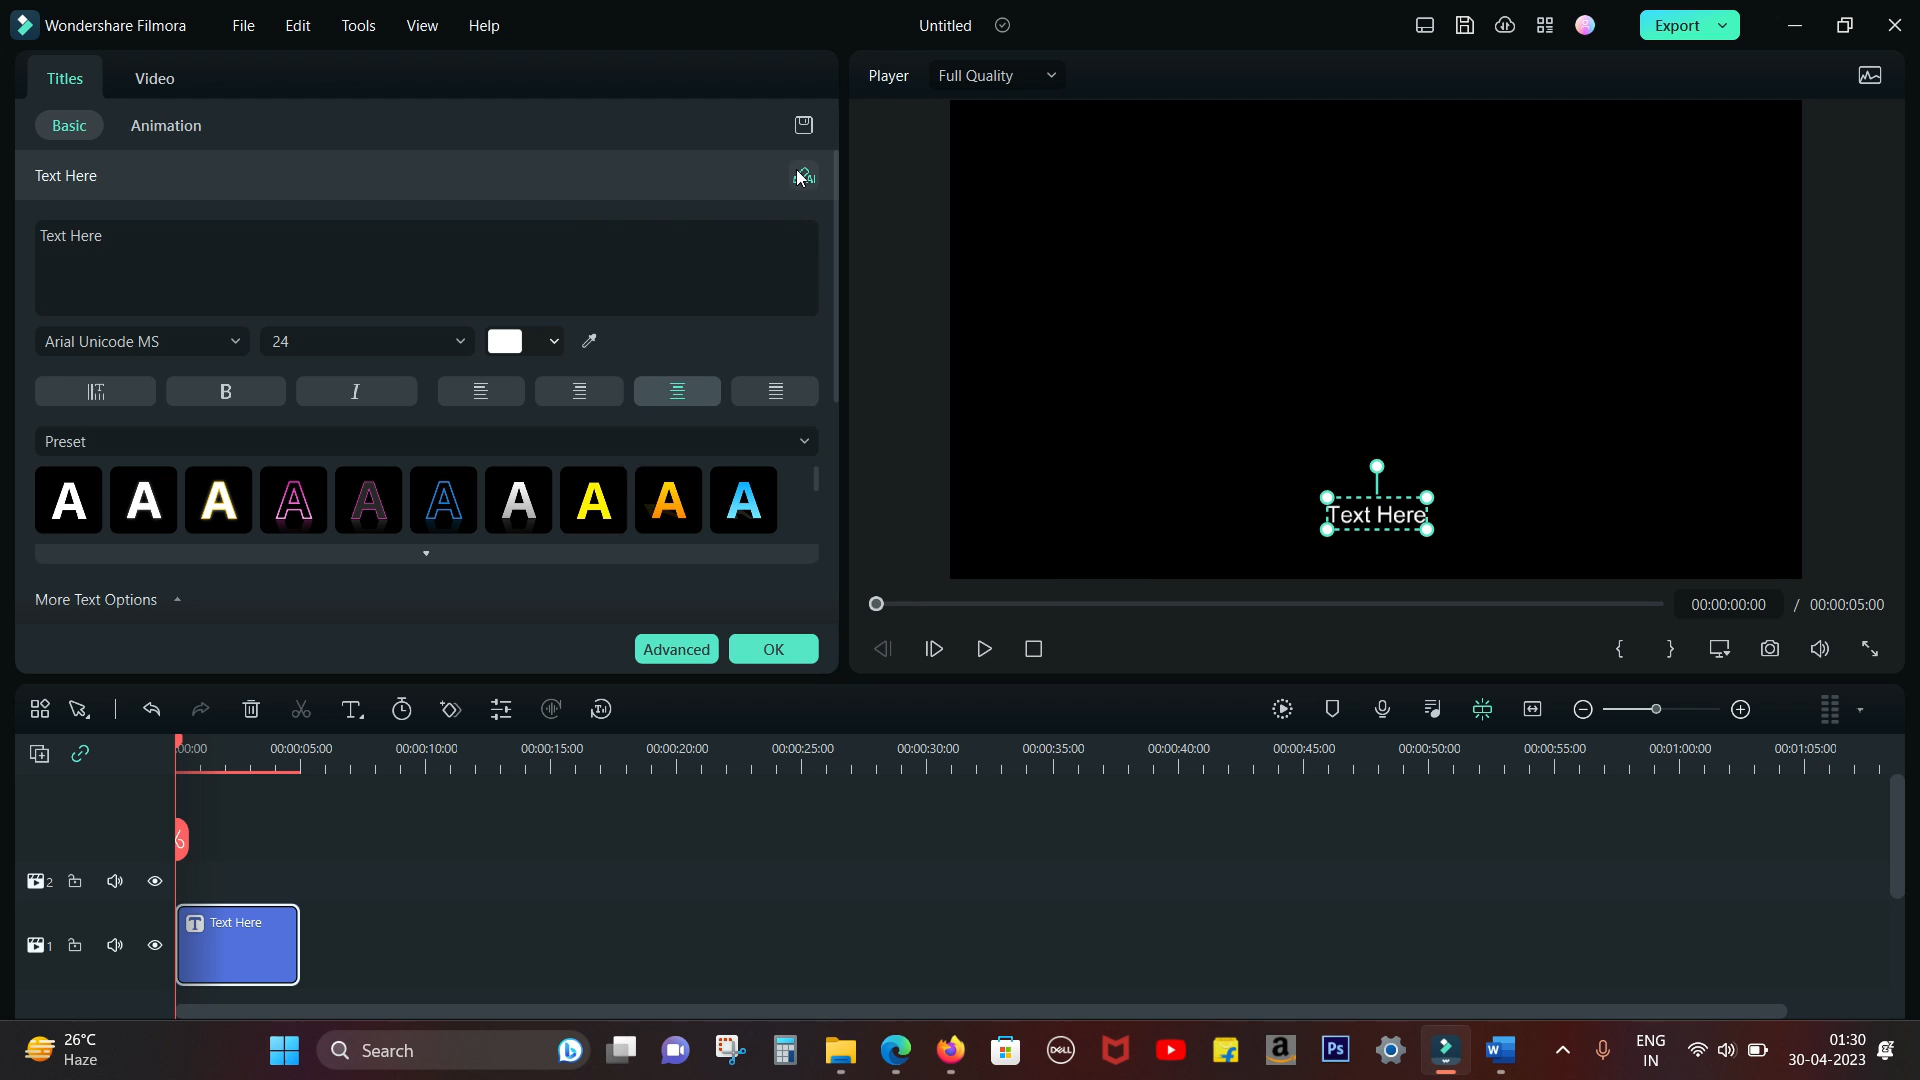 Wondershare Filmora File Edit Tools View Help Untitled Export
Titles Video
Player Full Quality
Basic Animation
Text Here
Text Here
Arial Unicode MS 24
B I
Preset
A A A A A A A A A A
More Text Options
Advanced OK
Text Here
00:00:00:00 / 00:00:05:00
{ }
:00:00 00:00:05:00 00:00:10:00 00:00:15:00 00:00:20:00 00:00:25:00 00:00:30:00 00:00:35:00 00:00:40:00 00:00:45:00 00:00:50:00 00:00:55:00 00:01:00:00 00:01:05:00
2
T Text Here
1
26°C
Haze
Search
DELL
a
Ps
W
ENG
IN
01:30
30-04-2023